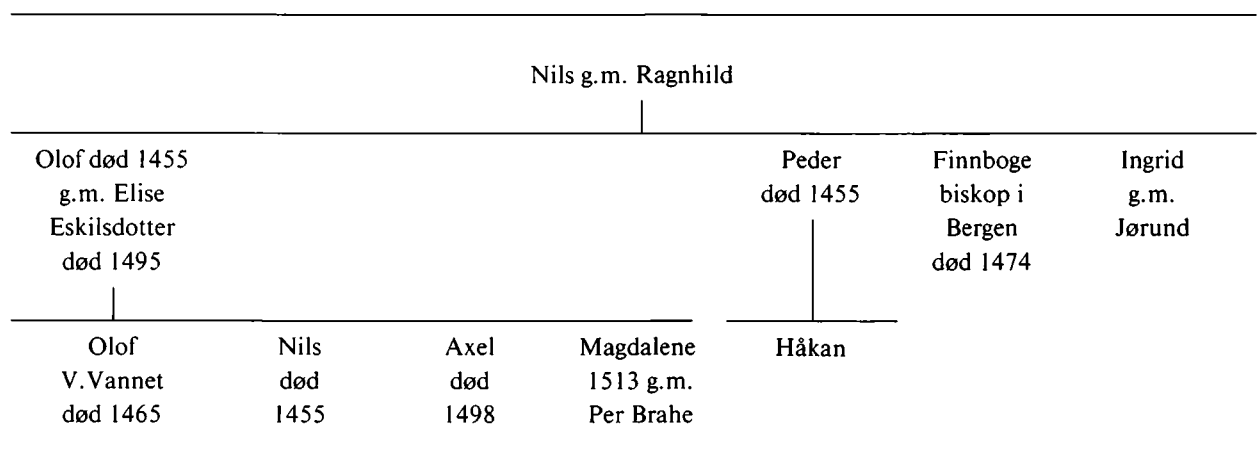 Nils g.m. Ragnhild
Olof død 1455
g.m. Elise
Eskilsdotter
død 1495
Peder
død 1455
Finnboge
biskop i
Bergen
død 1474
Ingrid
g.m.
Jørund
Olof
V.Vannet
død 1465
Nils
død
1455
Axel
død
1498
Magdalene
1513 g.m.
Per Brahe
Håkan